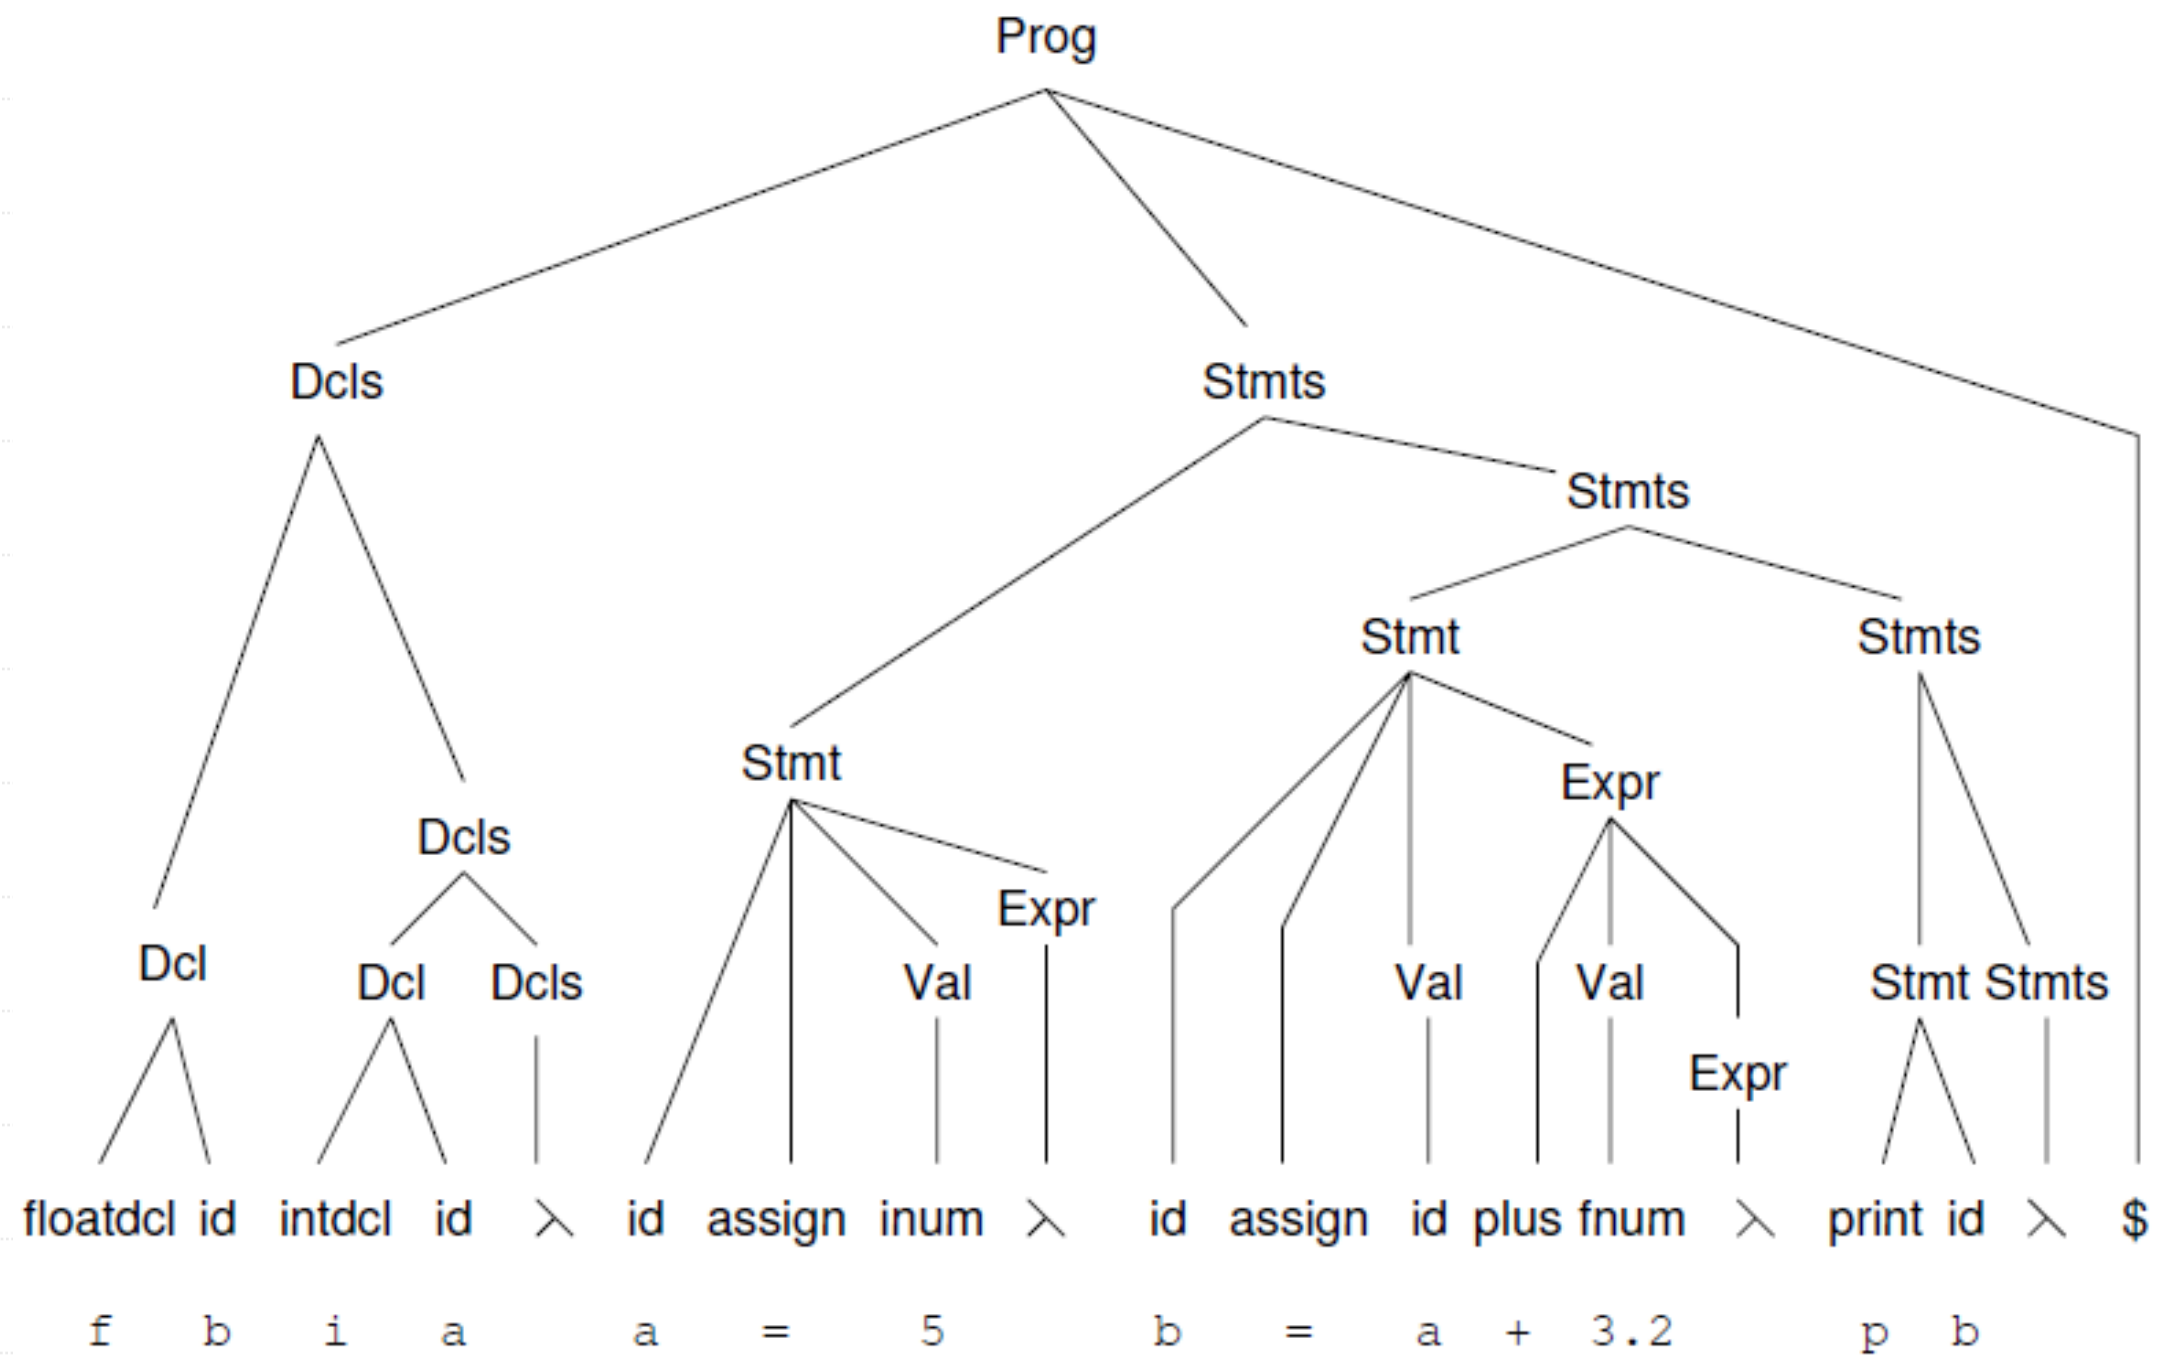 Prog
Dcls Stmts
Stmts
Stmt Stmts
Stmt
Expr
Dcls
Expr
Dcl
Dcl Dcls Val Val Val Stmt Stmts
Expr
floatdcl id intdcl id λ id assign inum λ id assign id plus fnum λ print id λ $
f b i a a = 5 b = a + 3.2 p b